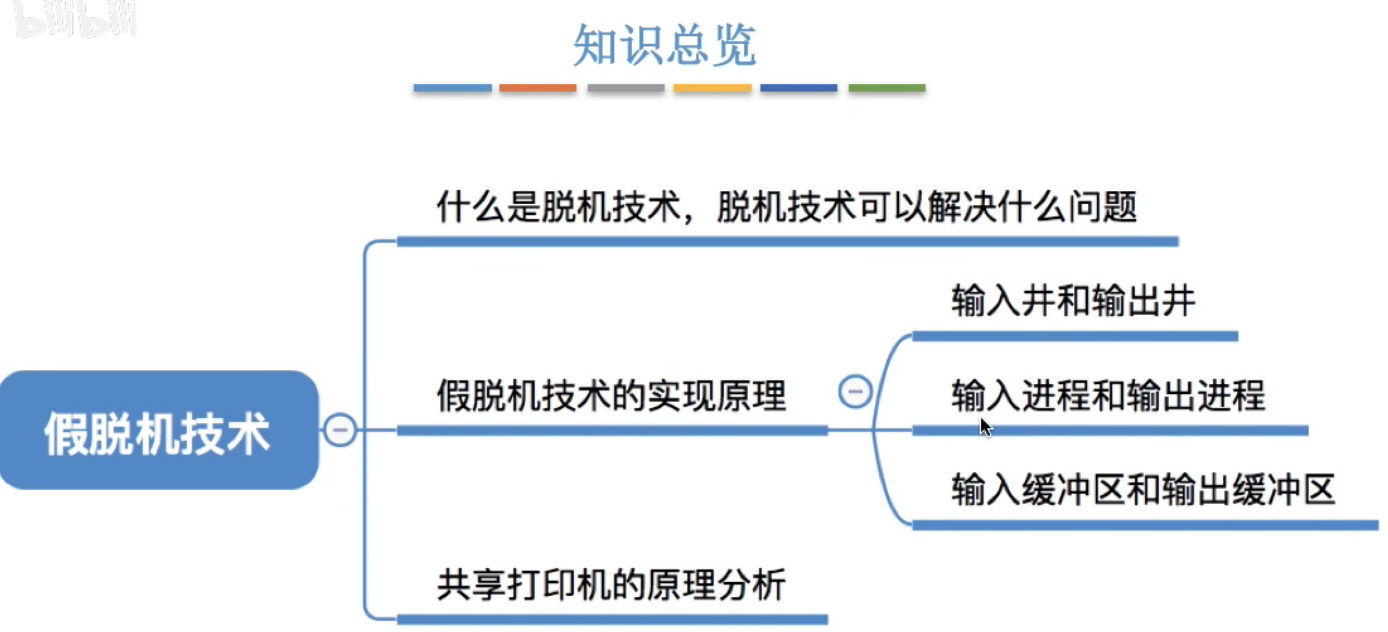 知识总览
什么是脱机技术，脱机技术可以解决什么问题
输入井和输出井
假脱机技术的实现原理
输入进程和输出进程
假脱机技术
输入缓冲区和输出缓冲区
共享打印机的原理分析